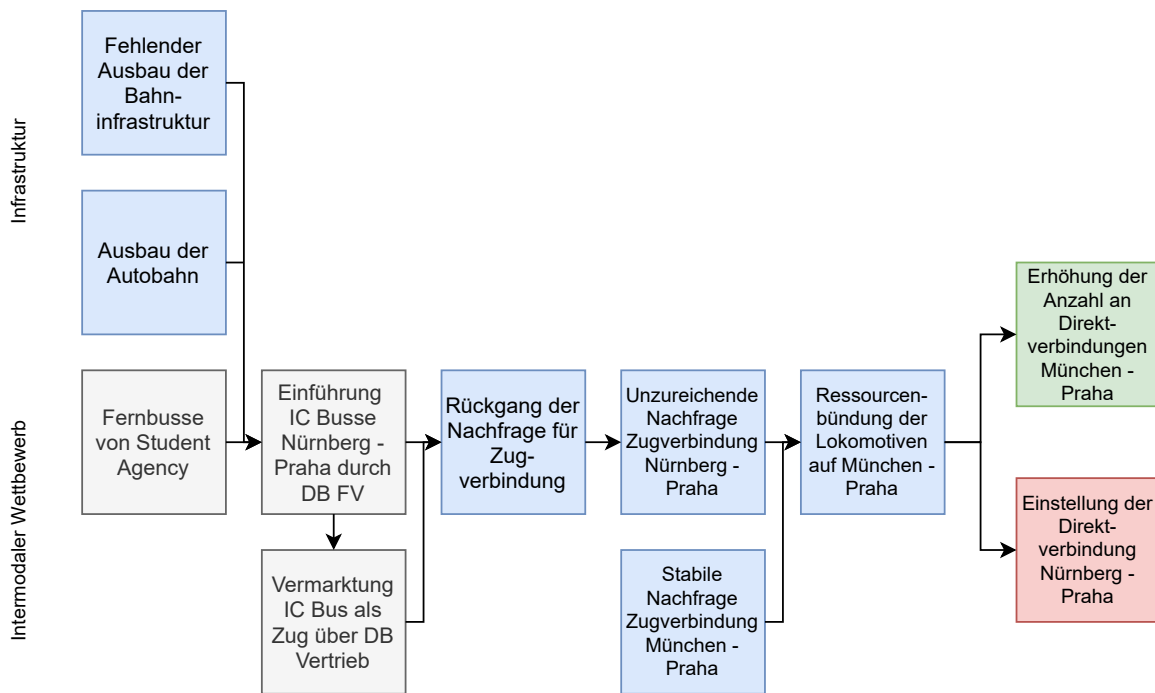 Infrastruktur
Fehlender
Ausbau der
Bahn-
infrastruktur
Ausbau der
Autobahn
Intermodaler Wettbewerb
Fernbusse
von Student
Agency
Einführung
IC Busse
Nürnberg -
Praha durch
DB FV
Vermarktung
IC Bus als
Zug über DB
Vertrieb
Rückgang der
Nachfrage für
Zug-
verbindung
Unzureichende
Nachfrage
Zugverbindung
Nürnberg -
Praha
Stabile
Nachfrage
Zugverbindung
München -
Praha
Ressourcen-
bündung der
Lokomotiven
auf München -
Praha
Erhöhung der
Anzahl an
Direkt-
verbindungen
München -
Praha
Einstellung der
Direkt-
verbindung
Nürnberg -
Praha